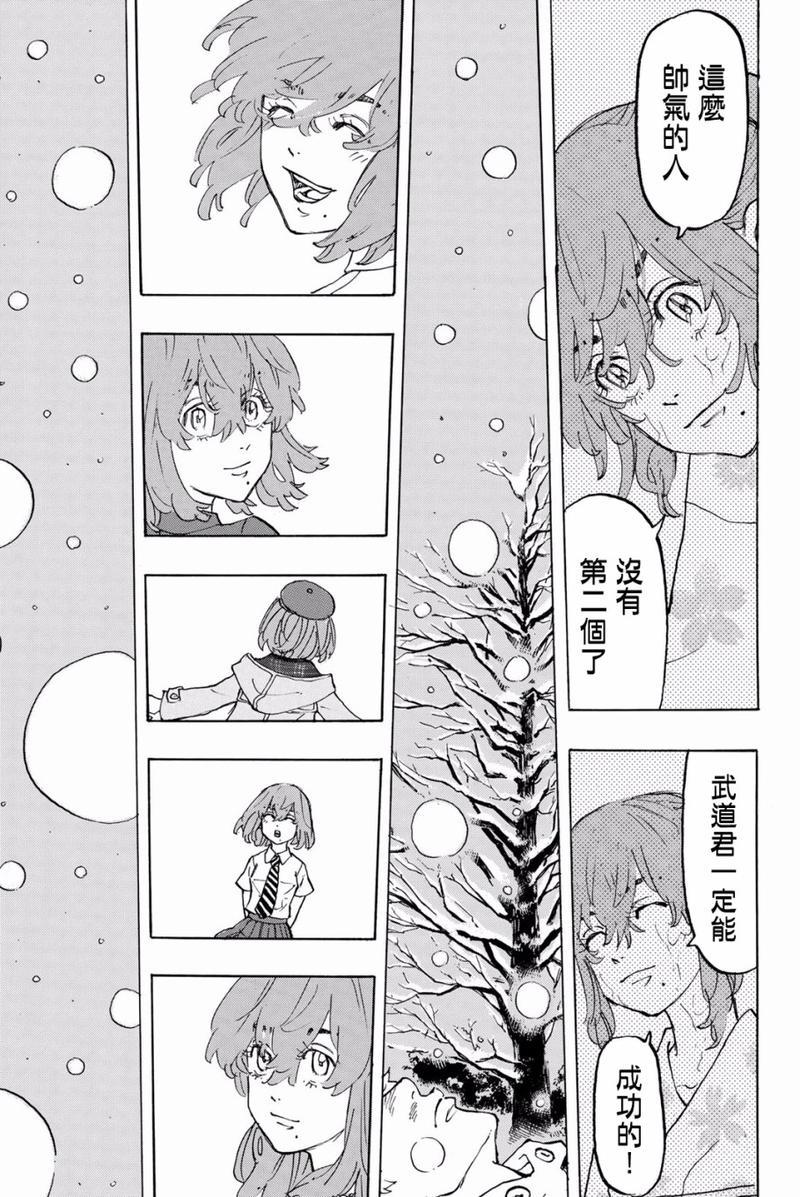 這麼
帥氣的人
沒有
第二個了
武道君一定能
成功的！